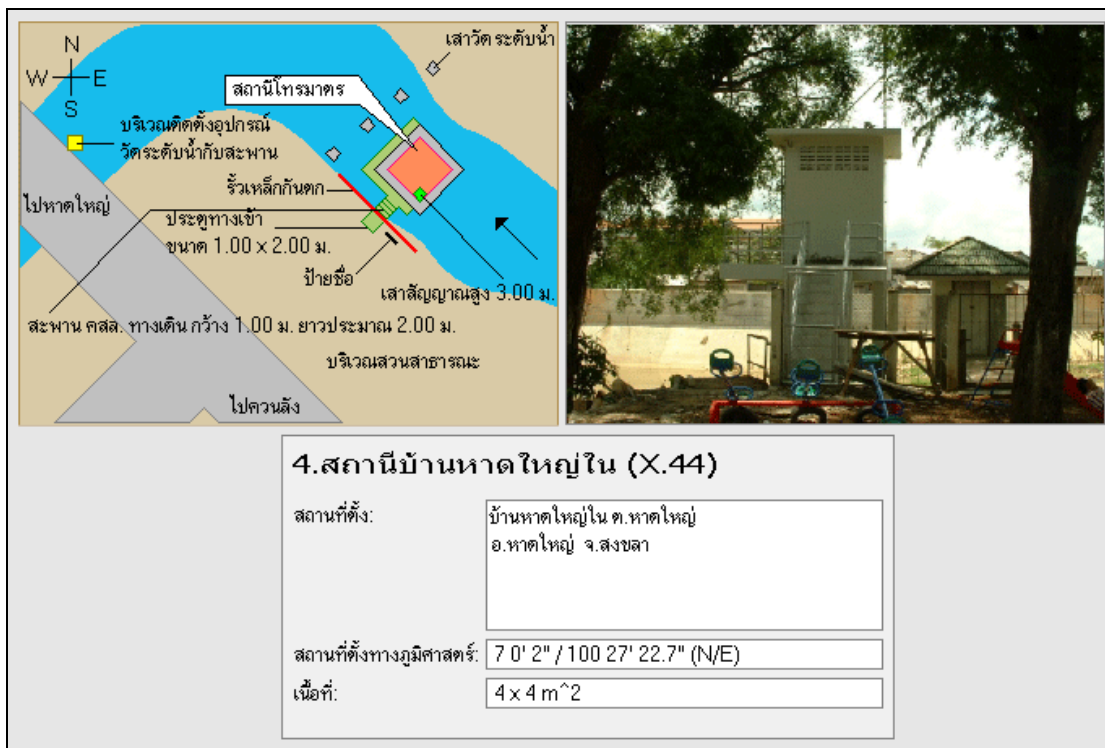 N
W E
S
เสาวัดระดับน้ำ
สถานีโทรมาตร
บริเวณติดตั้งอุปกรณ์
วัดระดับน้ำกับสะพาน
รั้วเหล็กกันตก
ไปหาดใหญ่
ประตูทางเข้า
ขนาด 1.00 x 2.00 ม.
ป้ายชื่อ
เสาสัญญาณสูง 3.00 ม.
สะพาน คสล. ทางเดิน กว้าง 1.00 ม. ยาวประมาณ 2.00 ม.
บริเวณสวนสาธารณะ
ไปควนลัง
4.สถานีบ้านหาดใหญ่ใน (X.44)
สถานที่ตั้ง:
บ้านหาดใหญ่ใน ต.หาดใหญ่
อ.หาดใหญ่ จ.สงขลา
สถานที่ตั้งทางภูมิศาสตร์: 7 0' 2" / 100 27' 22.7" (N/E)
เนื้อที่: 4 x 4 m^2